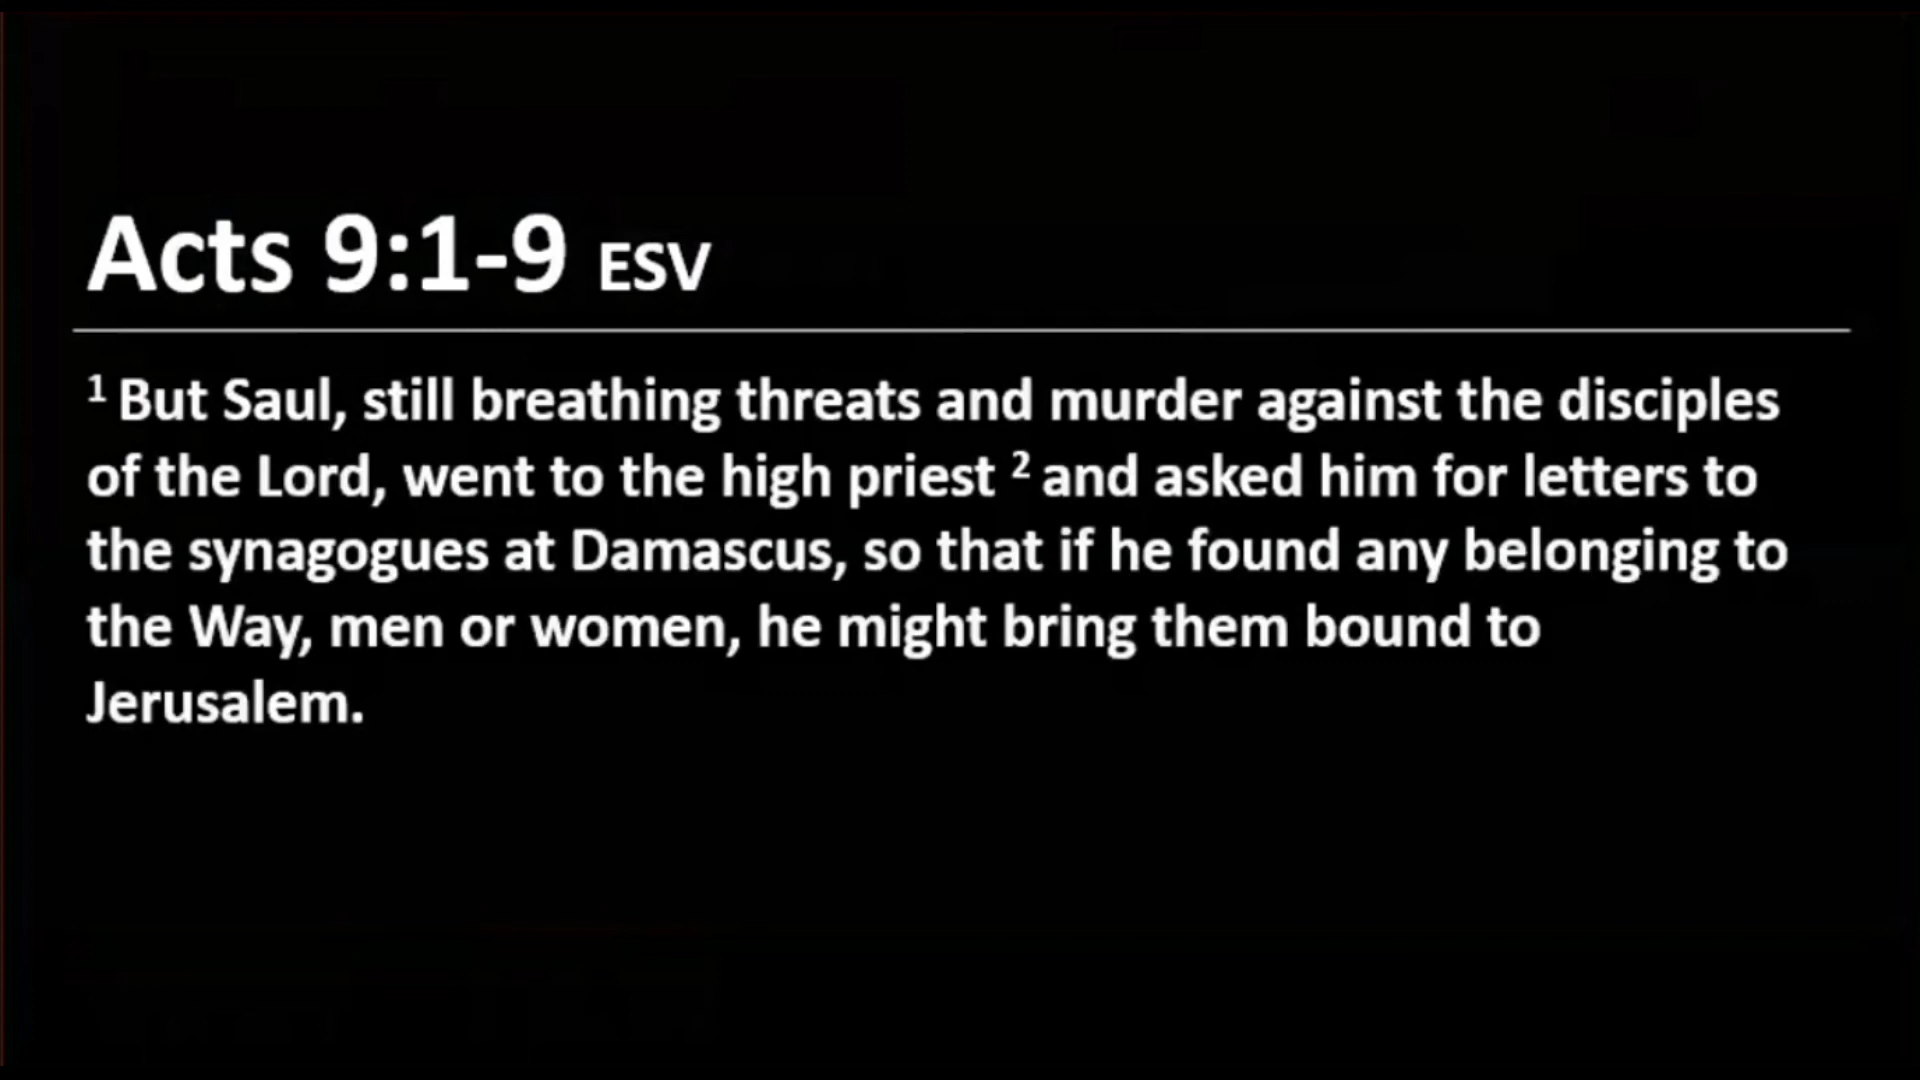 Acts 9:1-9 ESV
1 But Saul, still breathing threats and murder against the disciples
of the Lord, went to the high priest 2 and asked him for letters to
the synagogues at Damascus, so that if he found any belonging to
the Way, men or women, he might bring them bound to
Jerusalem.